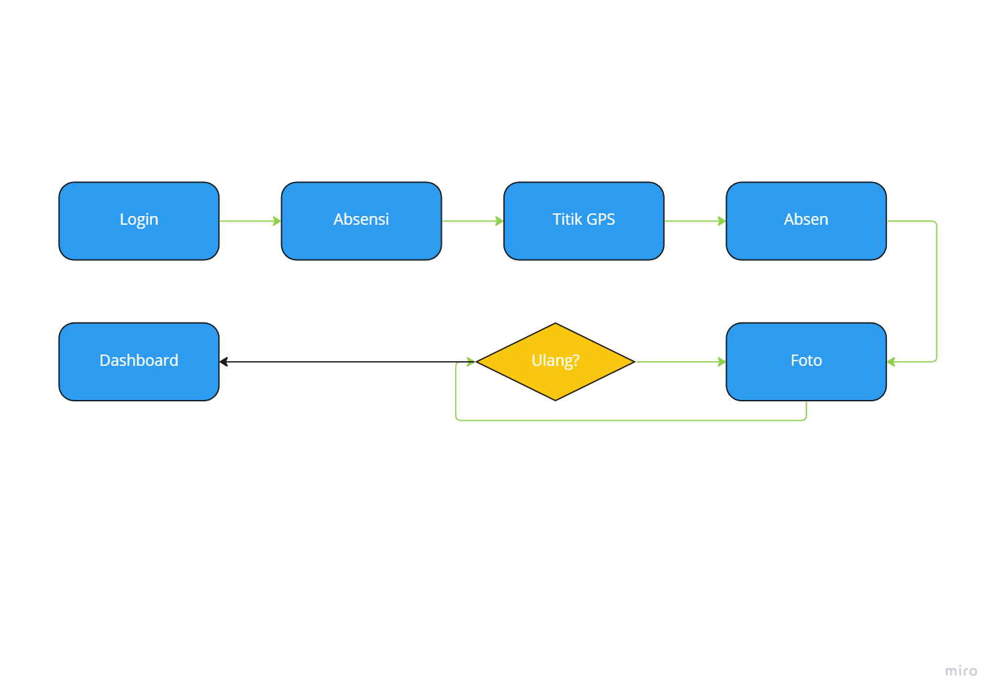 Login
Absensi
Titik GPS
Absen
Dashboard
Ulang?
Foto
miro